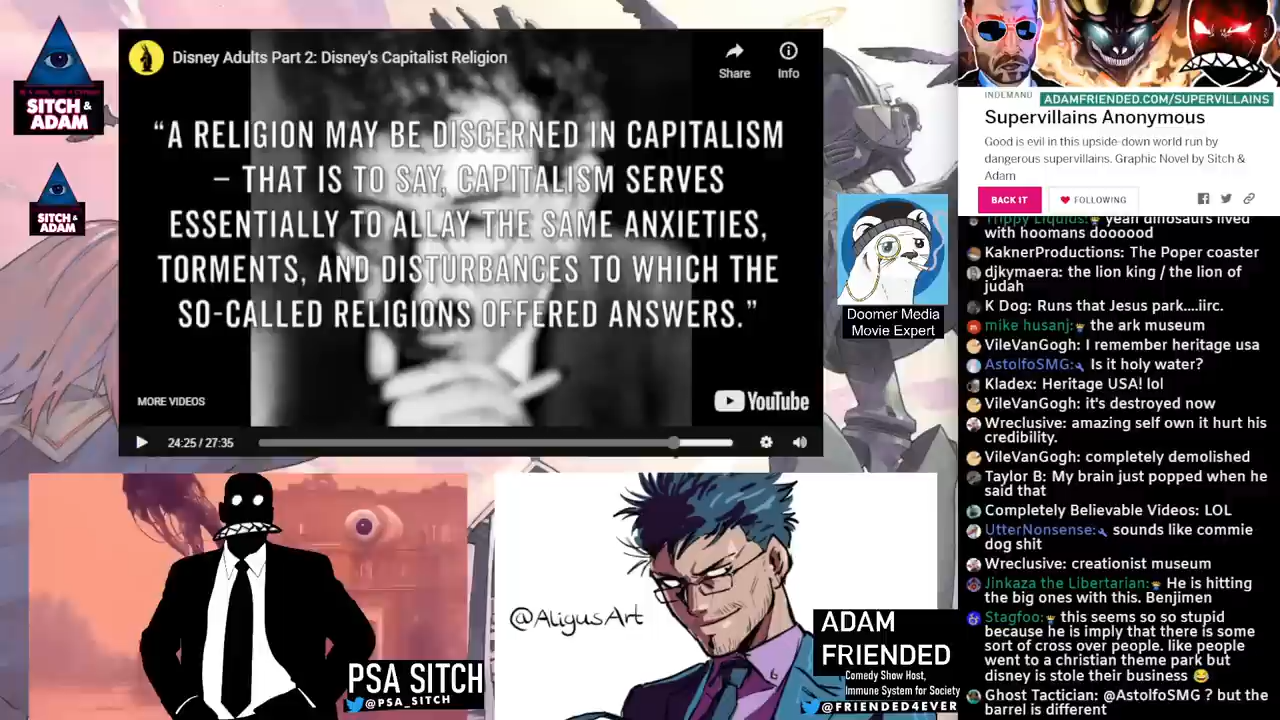 SITCH &
ADAM
SITCH &
ADAM
Disney Adults Part 2: Disney's Capitalist Religion
Share
Info
“A RELIGION MAY BE DISCERNED IN CAPITALISM
– THAT IS TO SAY, CAPITALISM SERVES
ESSENTIALLY TO ALLAY THE SAME ANXIETIES,
TORMENTS, AND DISTURBANCES TO WHICH THE
SO-CALLED RELIGIONS OFFERED ANSWERS.”
MORE VIDEOS
YouTube
24:25 / 27:35
Doomer Media
Movie Expert
@AligusArt
PSA SITCH
@PSA_SITCH
ADAM
FRIENDED
Comedy Show Host,
Immune System for Society
@FRIENDED4EVER
INDEMAND
ADAMFRIENDED.COM/SUPERVILLAINS
Supervillains Anonymous
Good is evil in this upside-down world run by
dangerous supervillains. Graphic Novel by Sitch &
Adam
BACK IT
FOLLOWING
Trippy Liquids: yeah dinosaurs lived
with hoomans doooood
KaknerProductions: The Poper coaster
djkymaera: the lion king / the lion of
judah
K Dog: Runs that Jesus park....iirc.
mike husanj: the ark museum
VileVanGogh: I remember heritage usa
AstolfoSMG: Is it holy water?
Kladex: Heritage USA! lol
VileVanGogh: it's destroyed now
Wreclusive: amazing self own it hurt his
credibility.
VileVanGogh: completely demolished
Taylor B: My brain just popped when he
said that
Completely Believable Videos: LOL
UtterNonsense: sounds like commie
dog shit
Wreclusive: creationist museum
Jinkaza the Libertarian: He is hitting
the big ones with this. Benjimen
Stagfoo: this seems so so stupid
because he is imply that there is some
sort of cross over people. like people
went to a christian theme park but
disney is stole their business 😂
Ghost Tactician: @AstolfoSMG ? but the
barrel is different